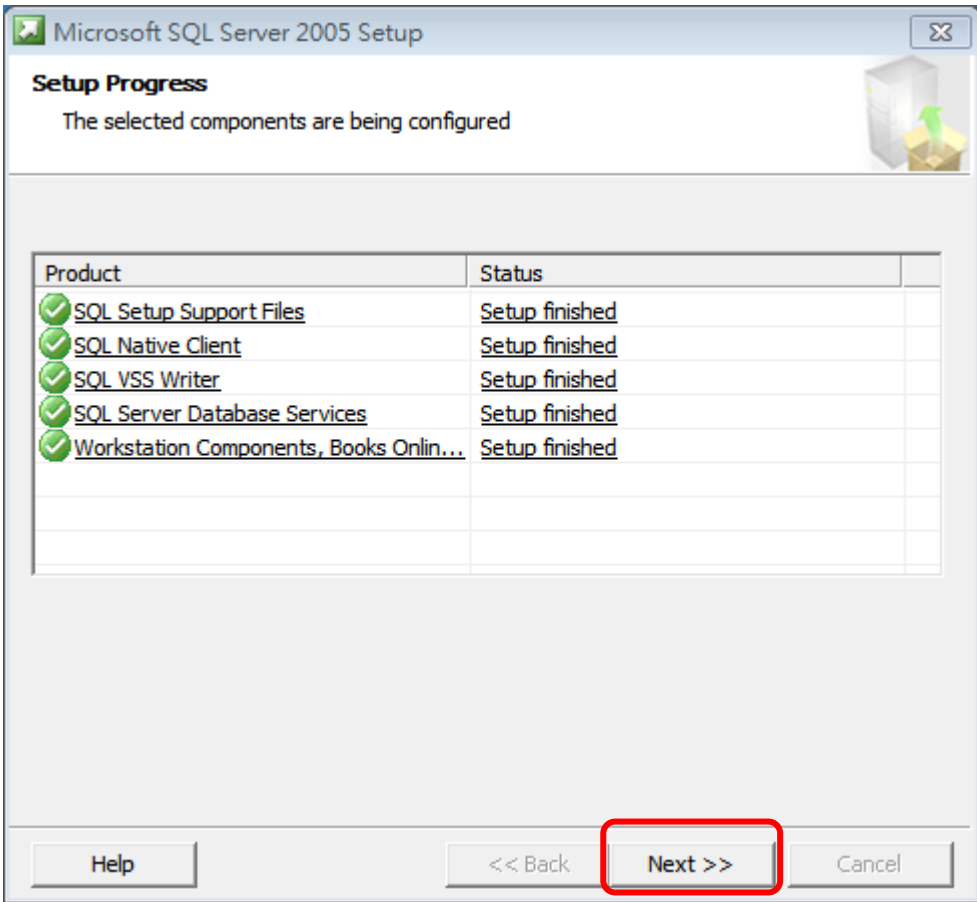 Microsoft SQL Server 2005 Setup
Setup Progress
The selected components are being configured
Product Status
SQL Setup Support Files Setup finished
SQL Native Client Setup finished
SQL VSS Writer Setup finished
SQL Server Database Services Setup finished
Workstation Components, Books Onlin... Setup finished
Help << Back Next >> Cancel